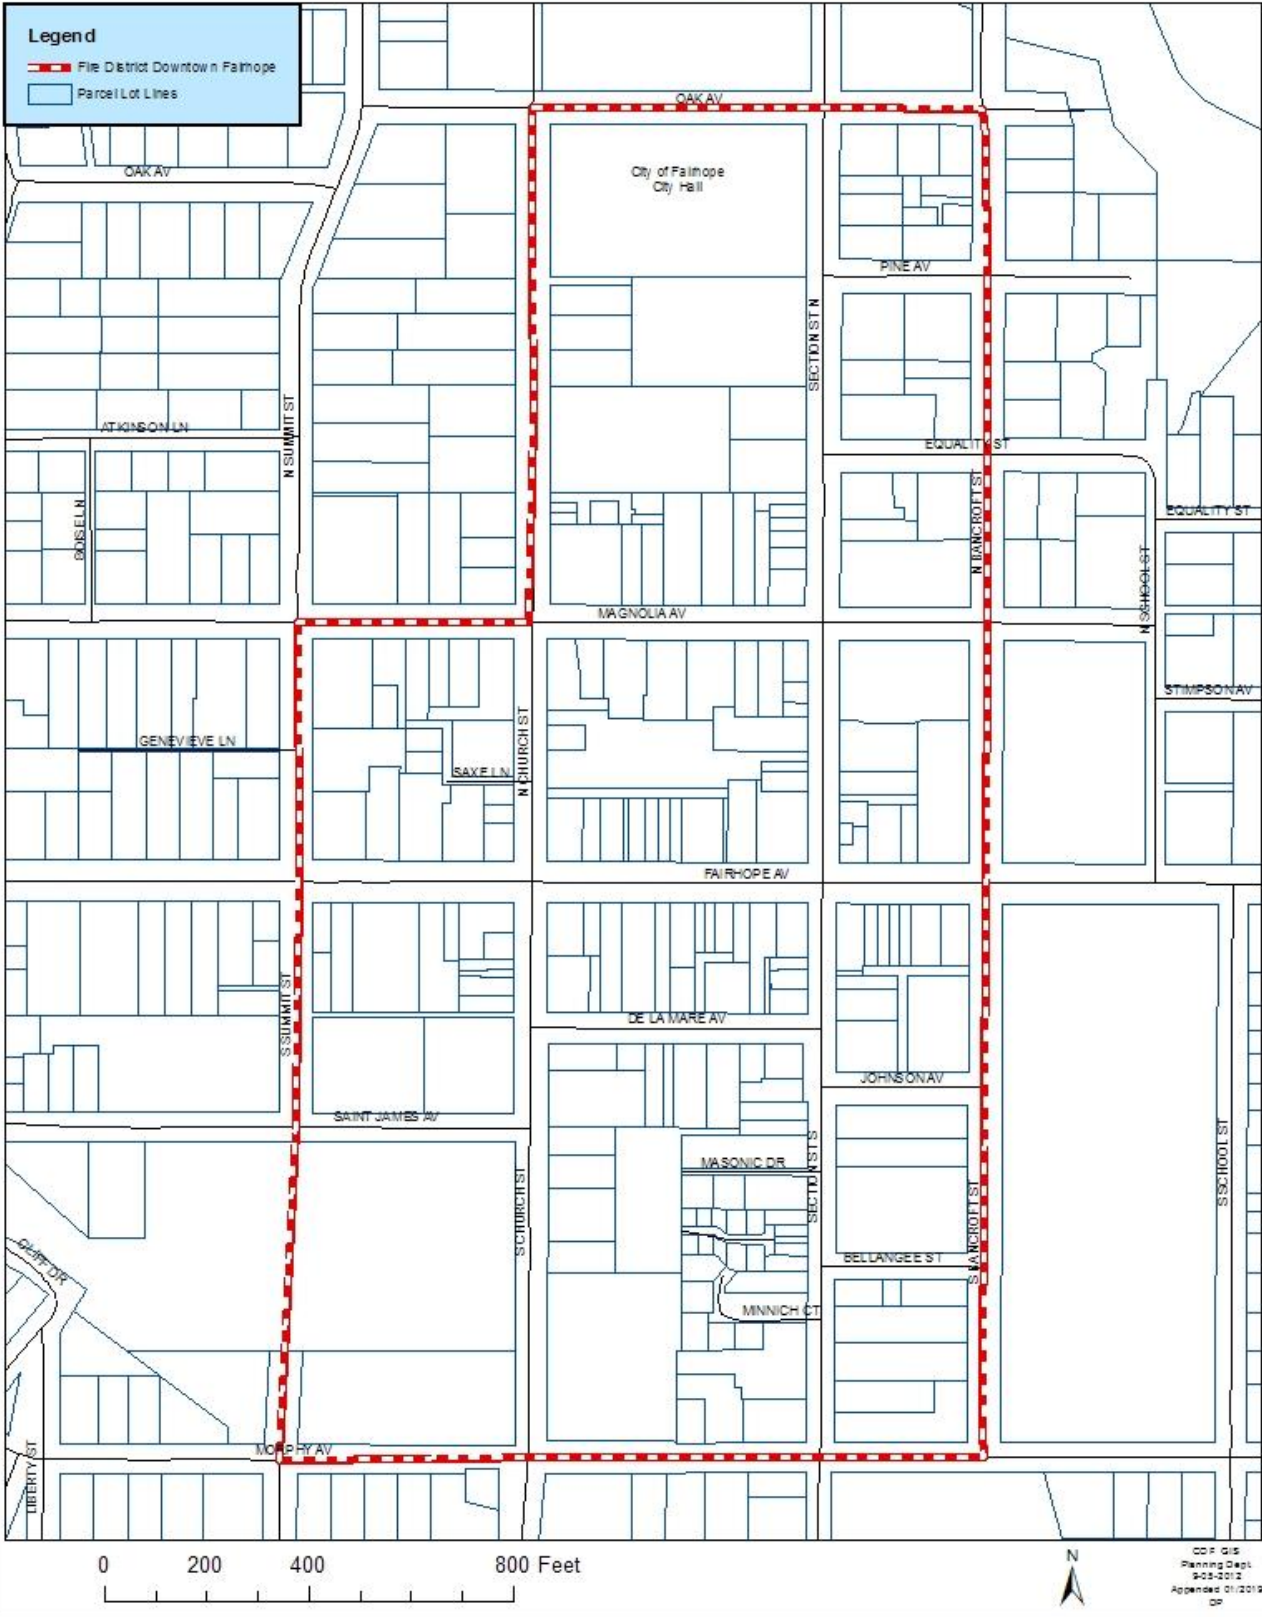 Legend
Fire District Downtown Fairhope
Parcel Lot Lines
OAK AV
City of Fairhope
City Hall
OAK AV
PINE AV
SECTION ST N
N SUMMIT ST
ATKINSON LN
EQUALITY ST
BOISE LN
N BANCROFT ST
EQUALITY ST
N SCHOOL ST
MAGNOLIA AV
STIMPSON AV
GENEVIEVE LN
N CHURCH ST
SAXE LN
FAIRHOPE AV
S SUMMIT ST
DE LA MARE AV
JOHNSON AV
SAINT JAMES AV
MASONIC DR
SECTION ST S
S SCHOOL ST
S CHURCH ST
S BANCROFT ST
CLIFF DR
BELLANGEE ST
MINNICH CT
MORPHY AV
LIBERTY ST
0 200 400 800 Feet
N
COF GIS
Planning Dept.
9-05-2012
Appended 01/2019